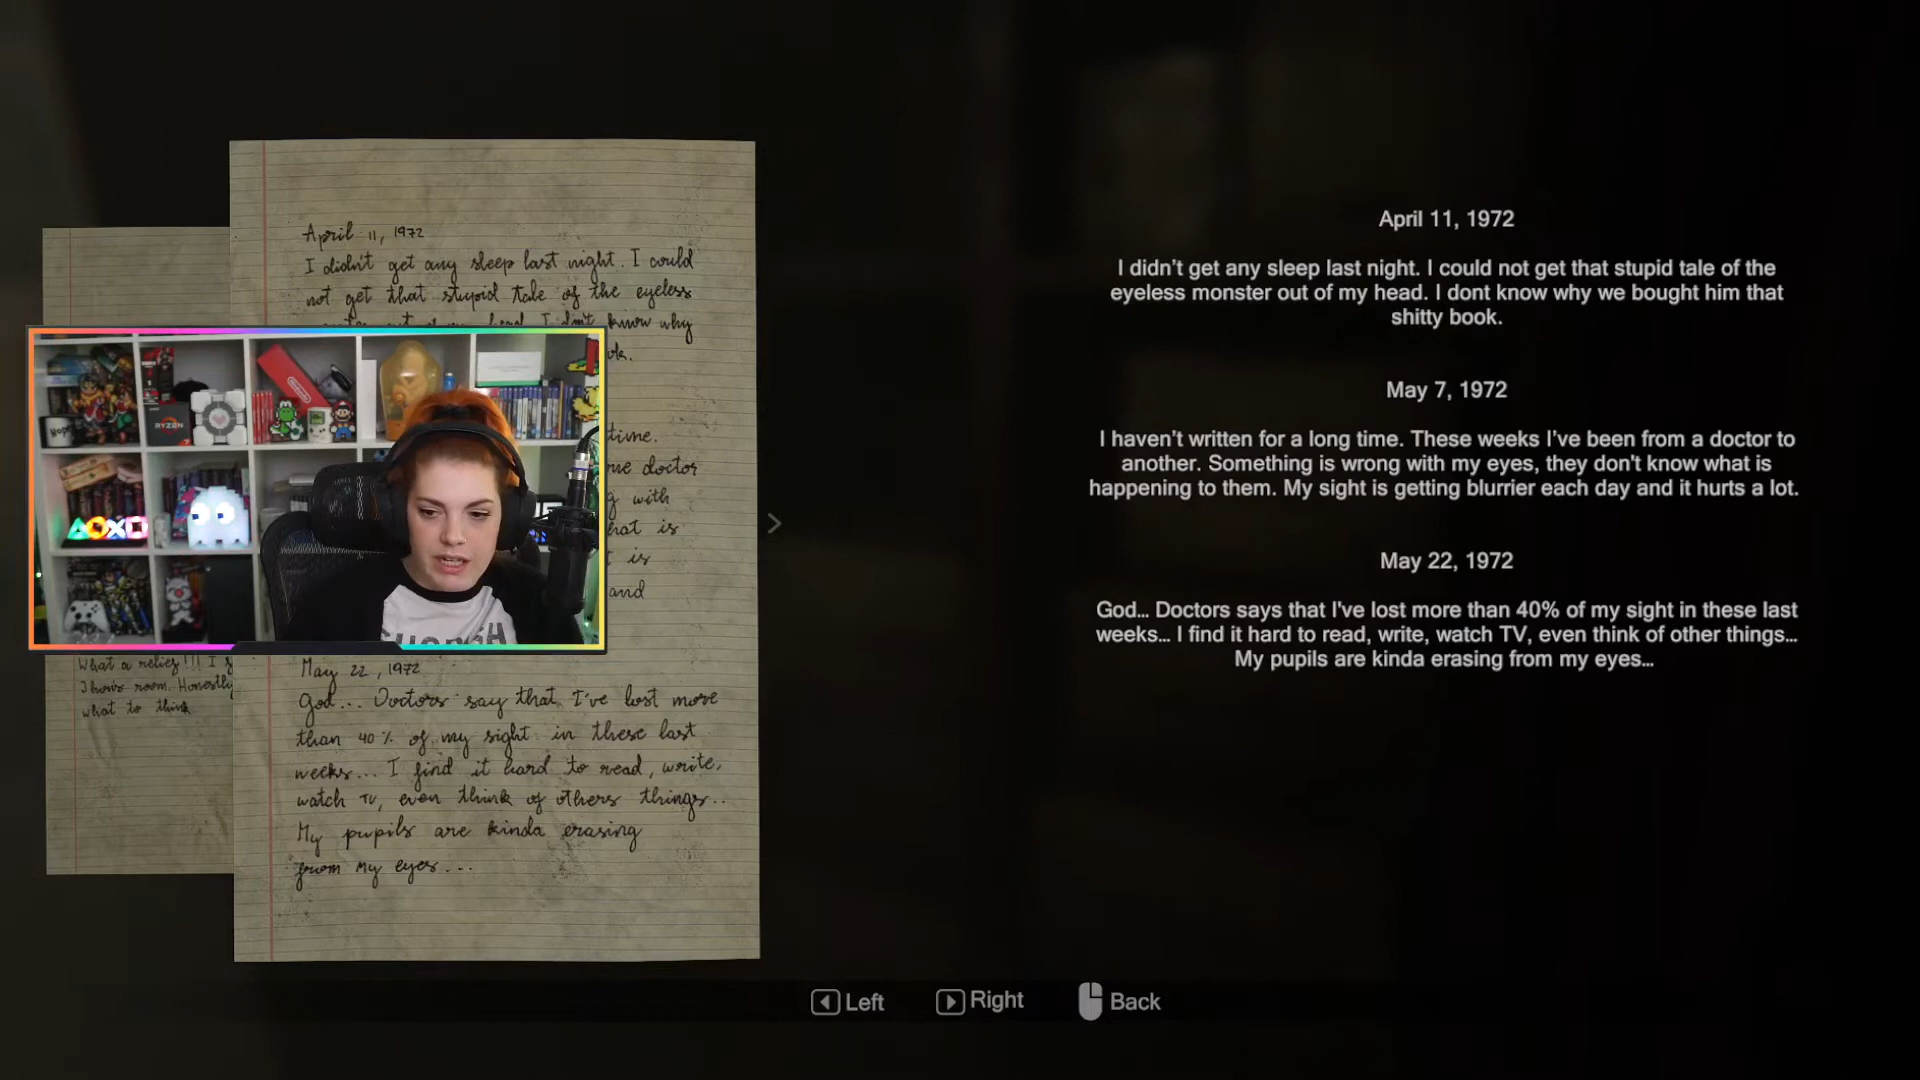 April 11, 1972
I didn't get any sleep last night. I could
not get that stupid tale of the eyeless
I don't know why
time.
doctor
with
is
is
and
May 22, 1972
God... Doctors say that I've lost more
than 40% of my sight in these last
weeks... I find it hard to read, write,
watch TV, even think of others things..
My pupils are kinda erasing
from my eyes...
What a relief!!! I
room. Honestly
what to think
RYZEN
April 11, 1972
I didn't get any sleep last night. I could not get that stupid tale of the
eyeless monster out of my head. I dont know why we bought him that
shitty book.
May 7, 1972
I haven't written for a long time. These weeks I've been from a doctor to
another. Something is wrong with my eyes, they don't know what is
happening to them. My sight is getting blurrier each day and it hurts a lot.
May 22, 1972
God... Doctors says that I've lost more than 40% of my sight in these last
weeks... I find it hard to read, write, watch TV, even think of other things...
My pupils are kinda erasing from my eyes...
Left
Right
Back